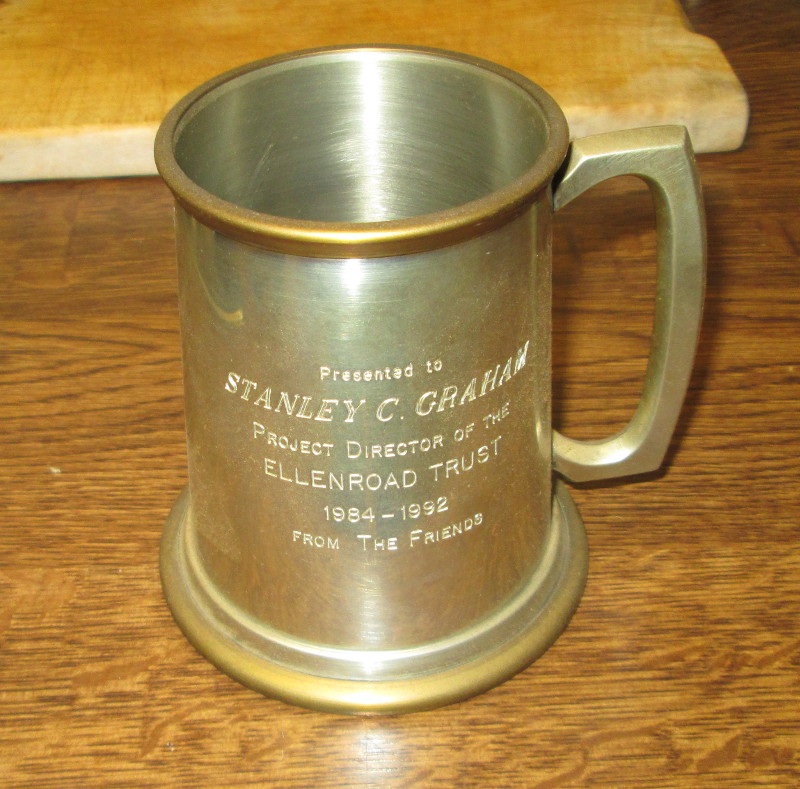 Presented to
STANLEY C. GRAHAM
PROJECT DIRECTOR OF THE
ELLENROAD TRUST
1984-1992
FROM THE FRIENDS